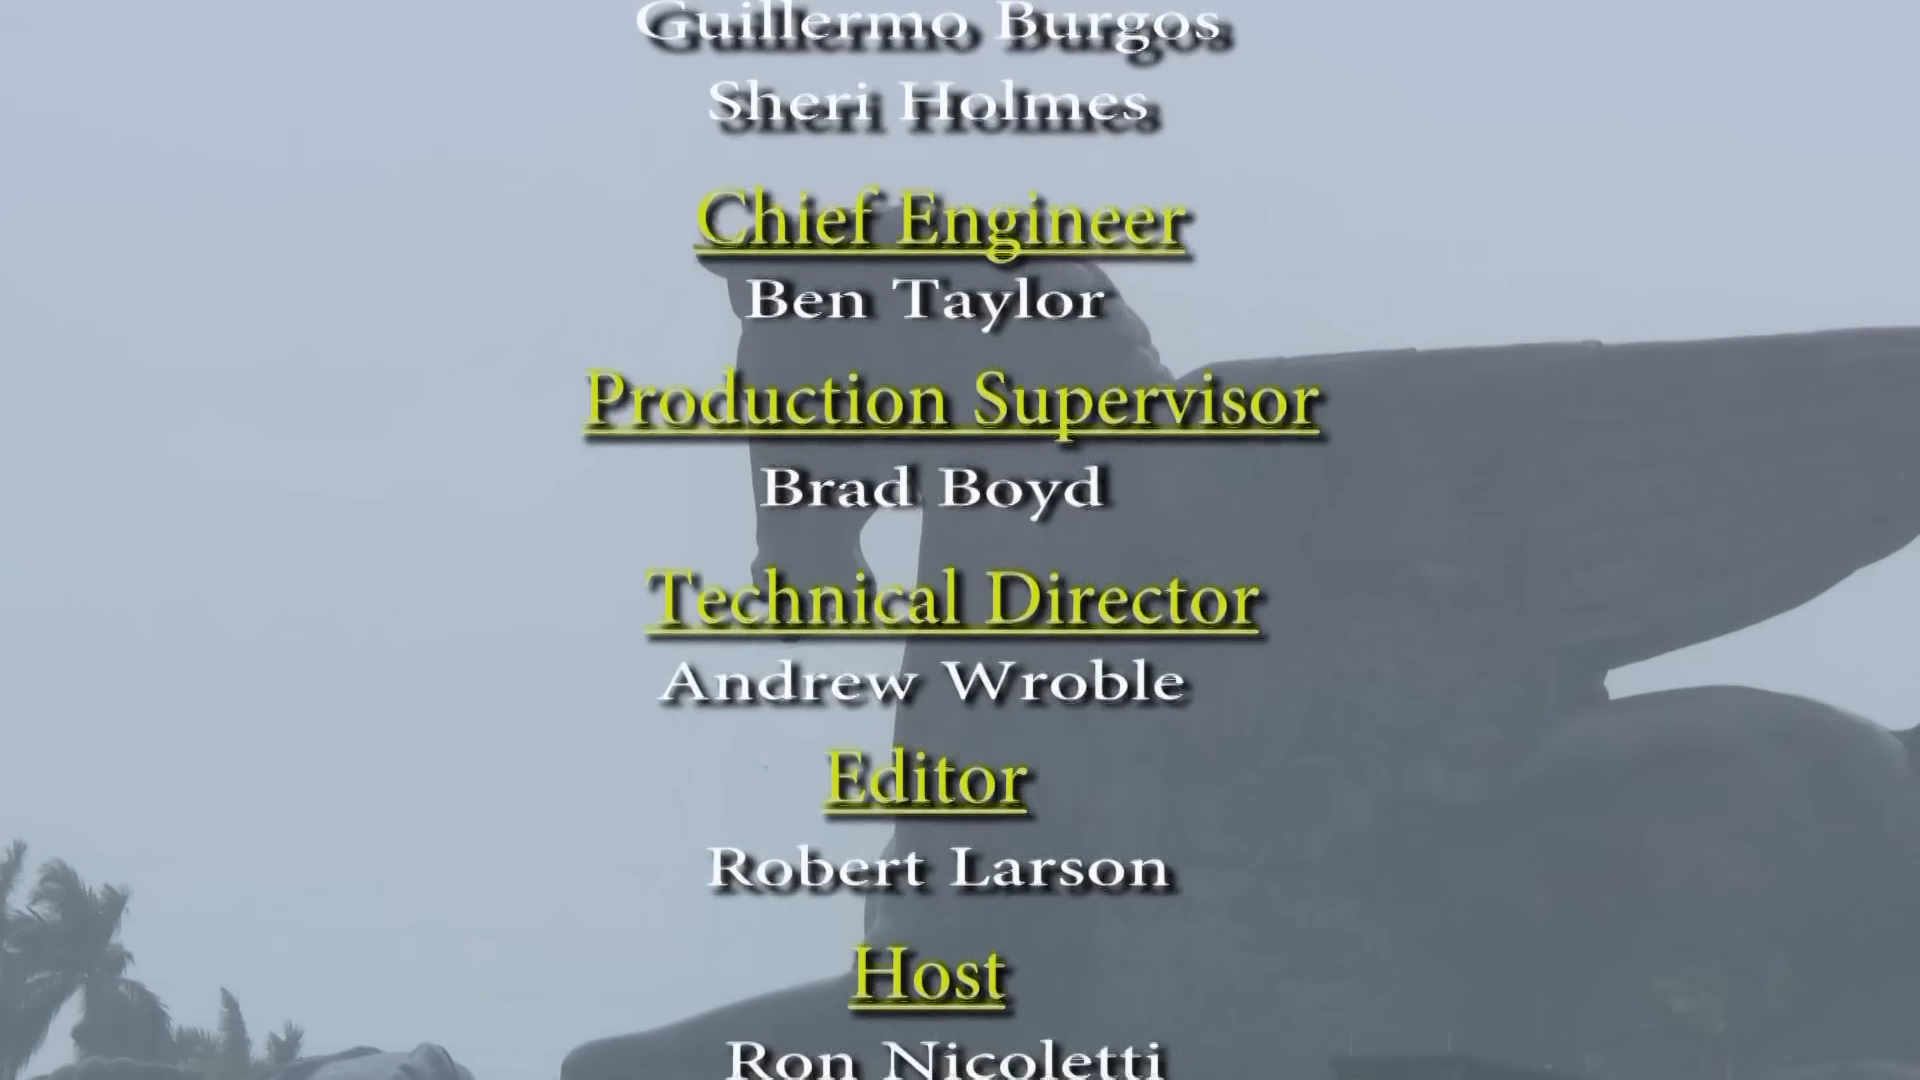 Guillermo Burgos
Sheri Holmes
Chief Engineer
Ben Taylor
Production Supervisor
Brad Boyd
Technical Director
Andrew Wroble
Editor
Robert Larson
Host
Ron Nicoletti